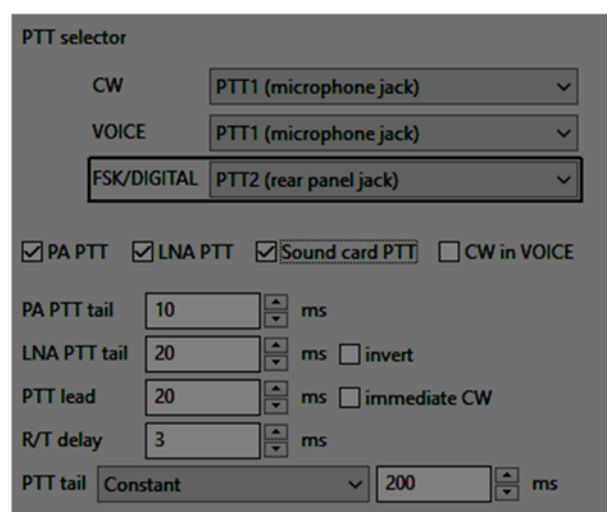 PTT selector
CW PTT1 (microphone jack)
VOICE PTT1 (microphone jack)
FSK/DIGITAL PTT2 (rear panel jack)
PA PTT LNA PTT Sound card PTT CW in VOICE
PA PTT tail 10 ms
LNA PTT tail 20 ms invert
PTT lead 20 ms immediate CW
R/T delay 3 ms
PTT tail Constant 200 ms